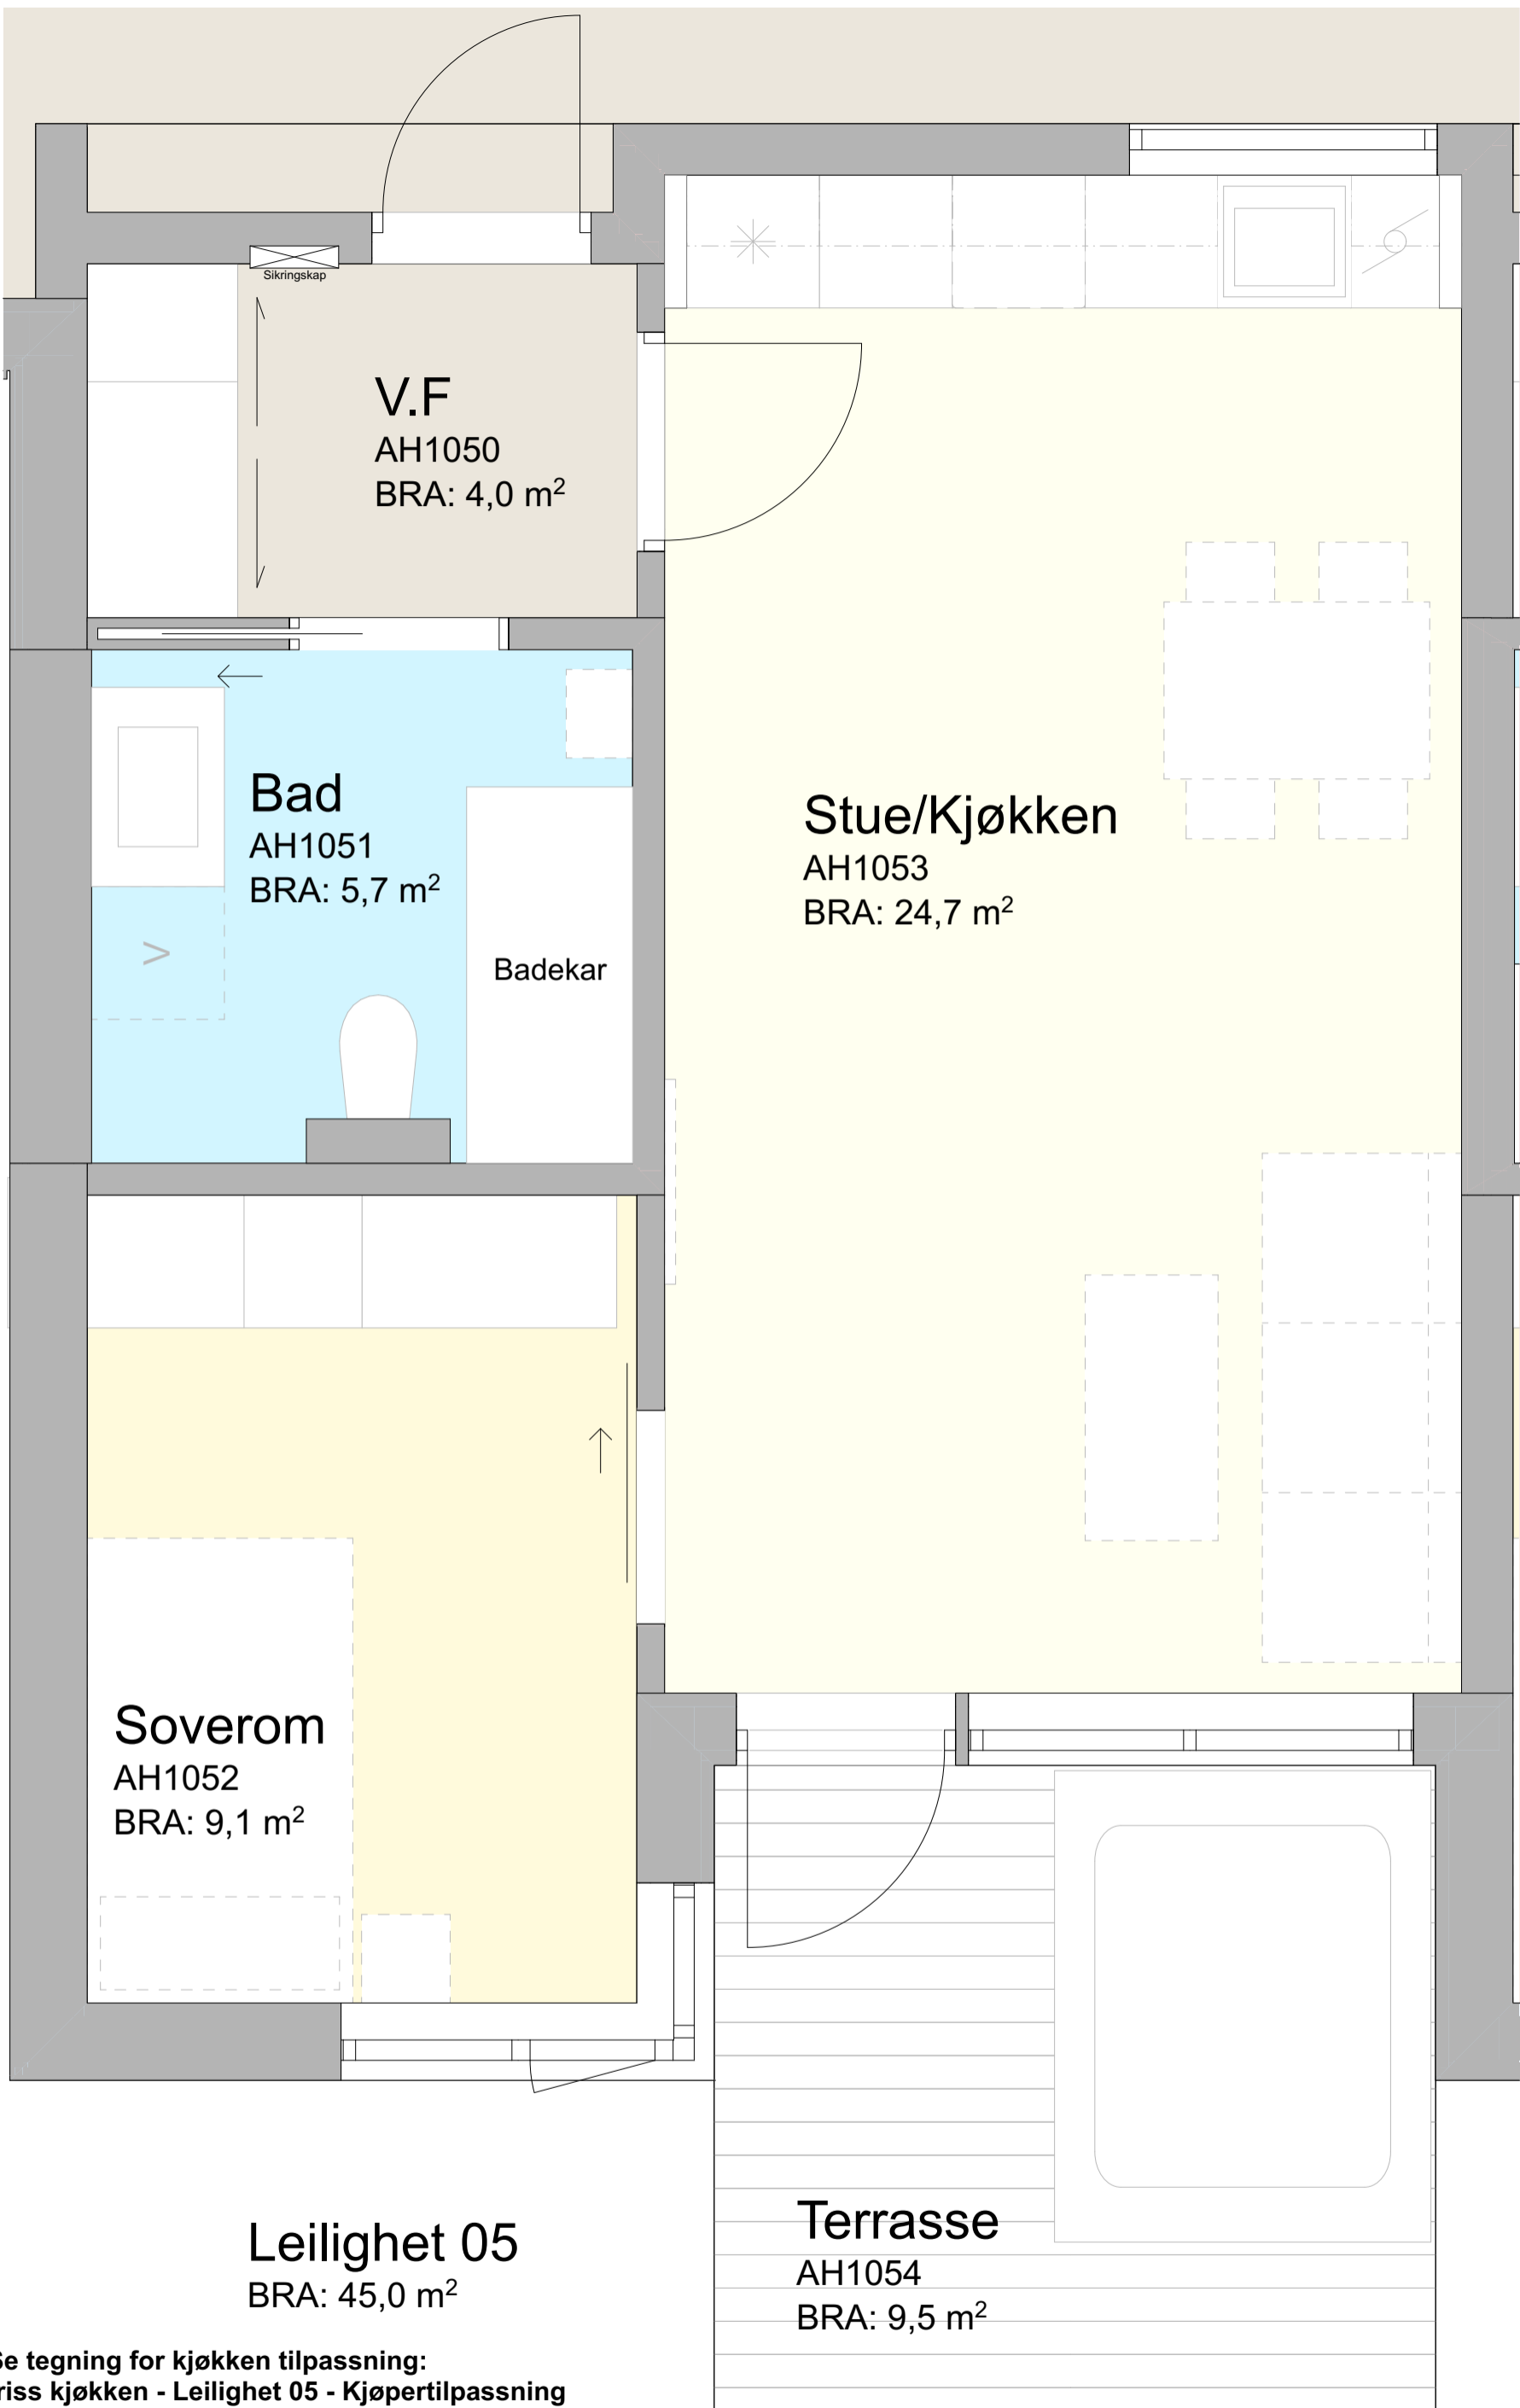 Sikringskap
V.F
AH1050
BRA: 4,0 m²
Bad
AH1051
BRA: 5,7 m²
Badekar
V
Stue/Kjøkken
AH1053
BRA: 24,7 m²
Soverom
AH1052
BRA: 9,1 m²
Leilighet 05
BRA: 45,0 m²
Terrasse
AH1054
BRA: 9,5 m²
e tegning for kjøkken tilpassning:
riss kjøkken - Leilighet 05 - Kjøpertilpassning